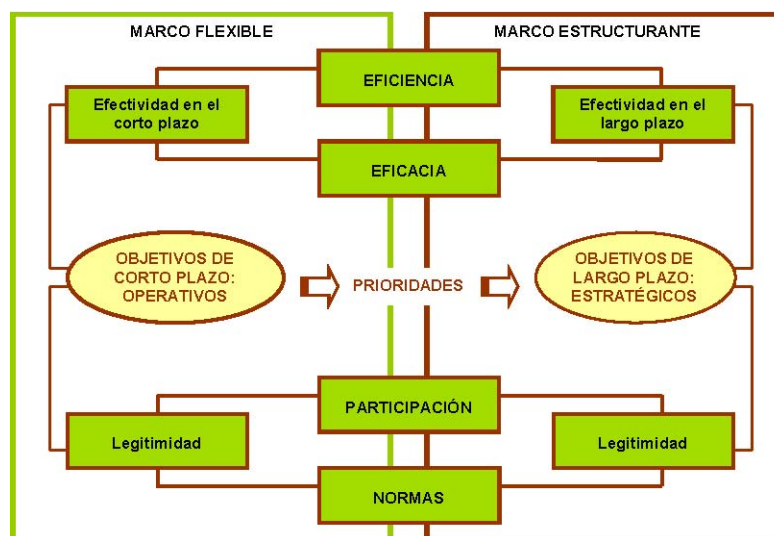 MARCO FLEXIBLE
MARCO ESTRUCTURANTE
EFICIENCIA
Efectividad en el
corto plazo
Efectividad en el
largo plazo
EFICACIA
OBJETIVOS DE
CORTO PLAZO:
OPERATIVOS
PRIORIDADES
OBJETIVOS DE
LARGO PLAZO:
ESTRATÉGICOS
PARTICIPACIÓN
Legitimidad
Legitimidad
NORMAS